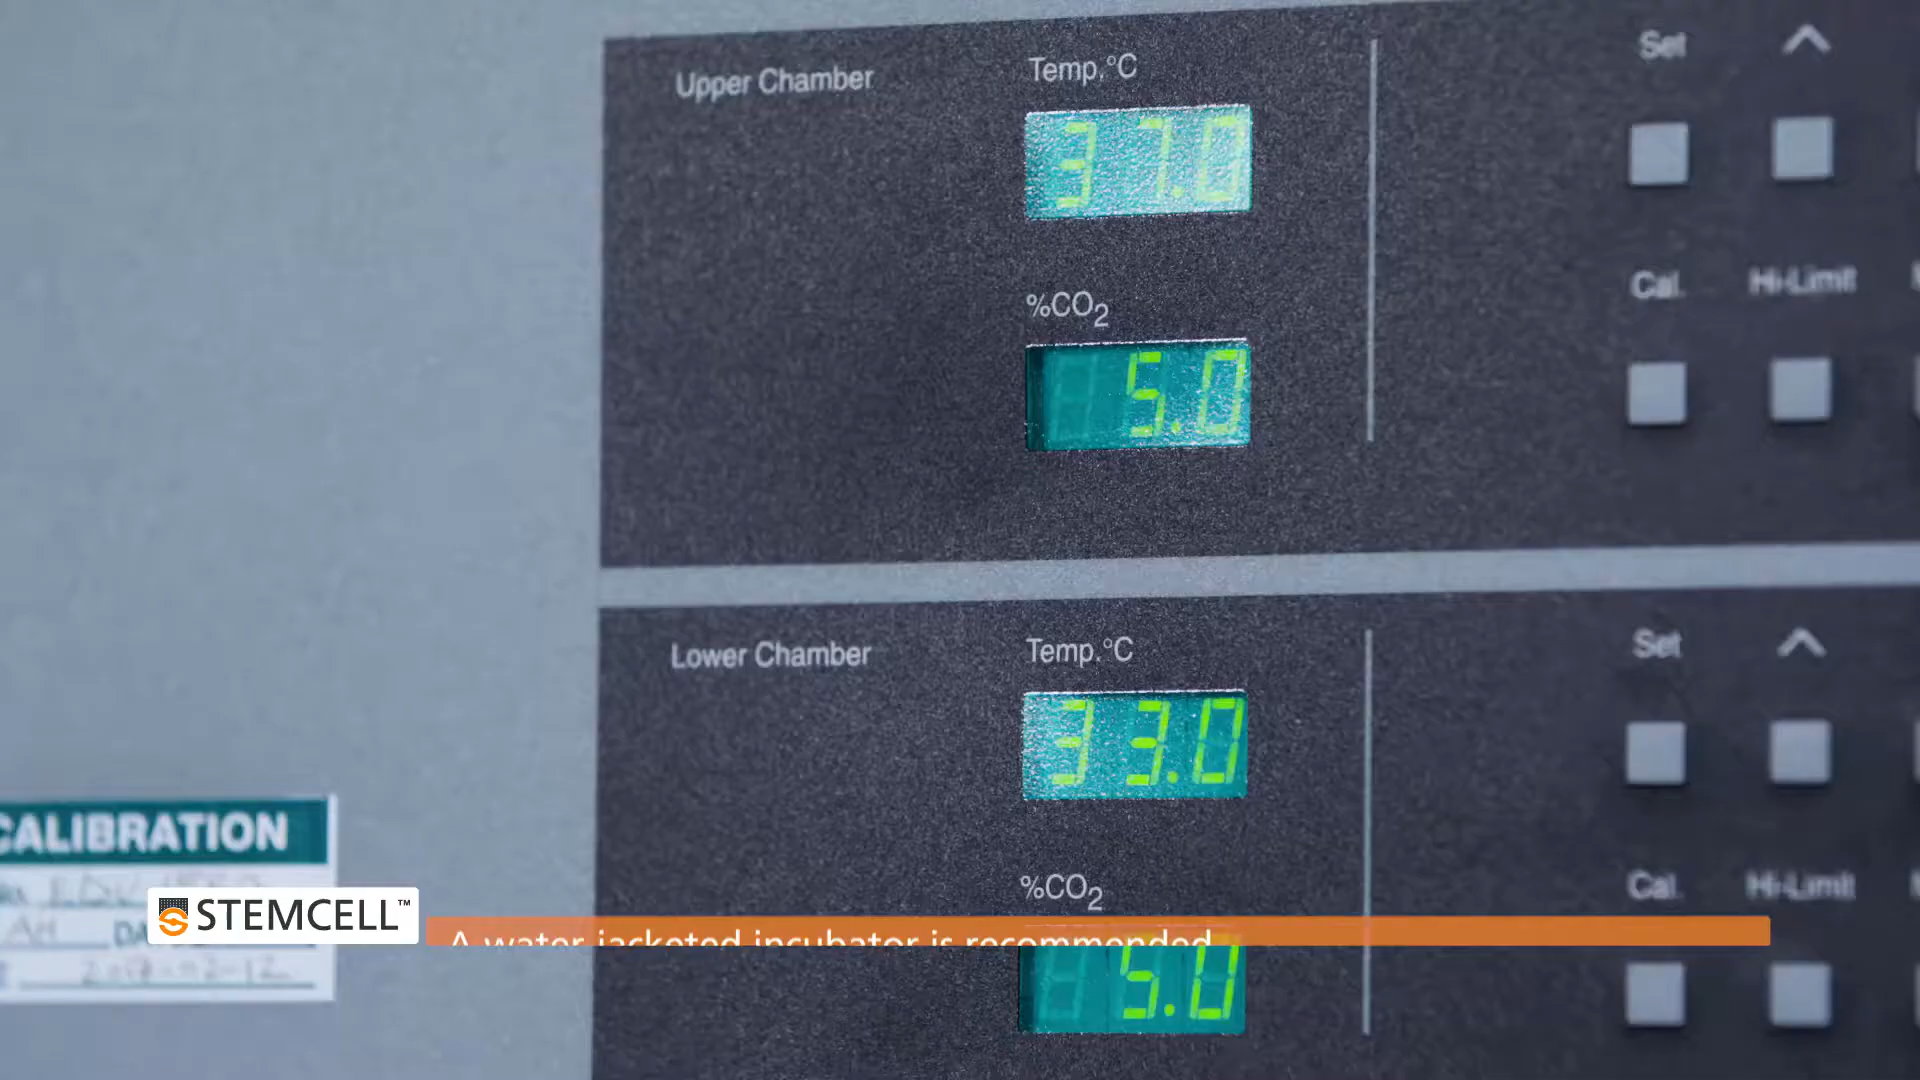 Upper Chamber
Temp.°C
37.0
%CO2
5.0
Set
Cal.
Hi-Limit
Lower Chamber
Temp.°C
33.0
%CO2
5.0
Set
Cal.
Hi-Limit
CALIBRATION
STEMCELL™
A water jacketed incubator is recommended